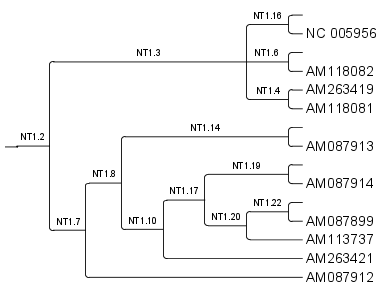 NT1.16
NC 005956
NT1.3
NT1.6
AM118082
NT1.4
AM263419
AM118081
NT1.2
NT1.14
AM087913
NT1.8
NT1.19
AM087914
NT1.17
NT1.22
AM087899
NT1.7
NT1.10
NT1.20
AM113737
AM263421
AM087912